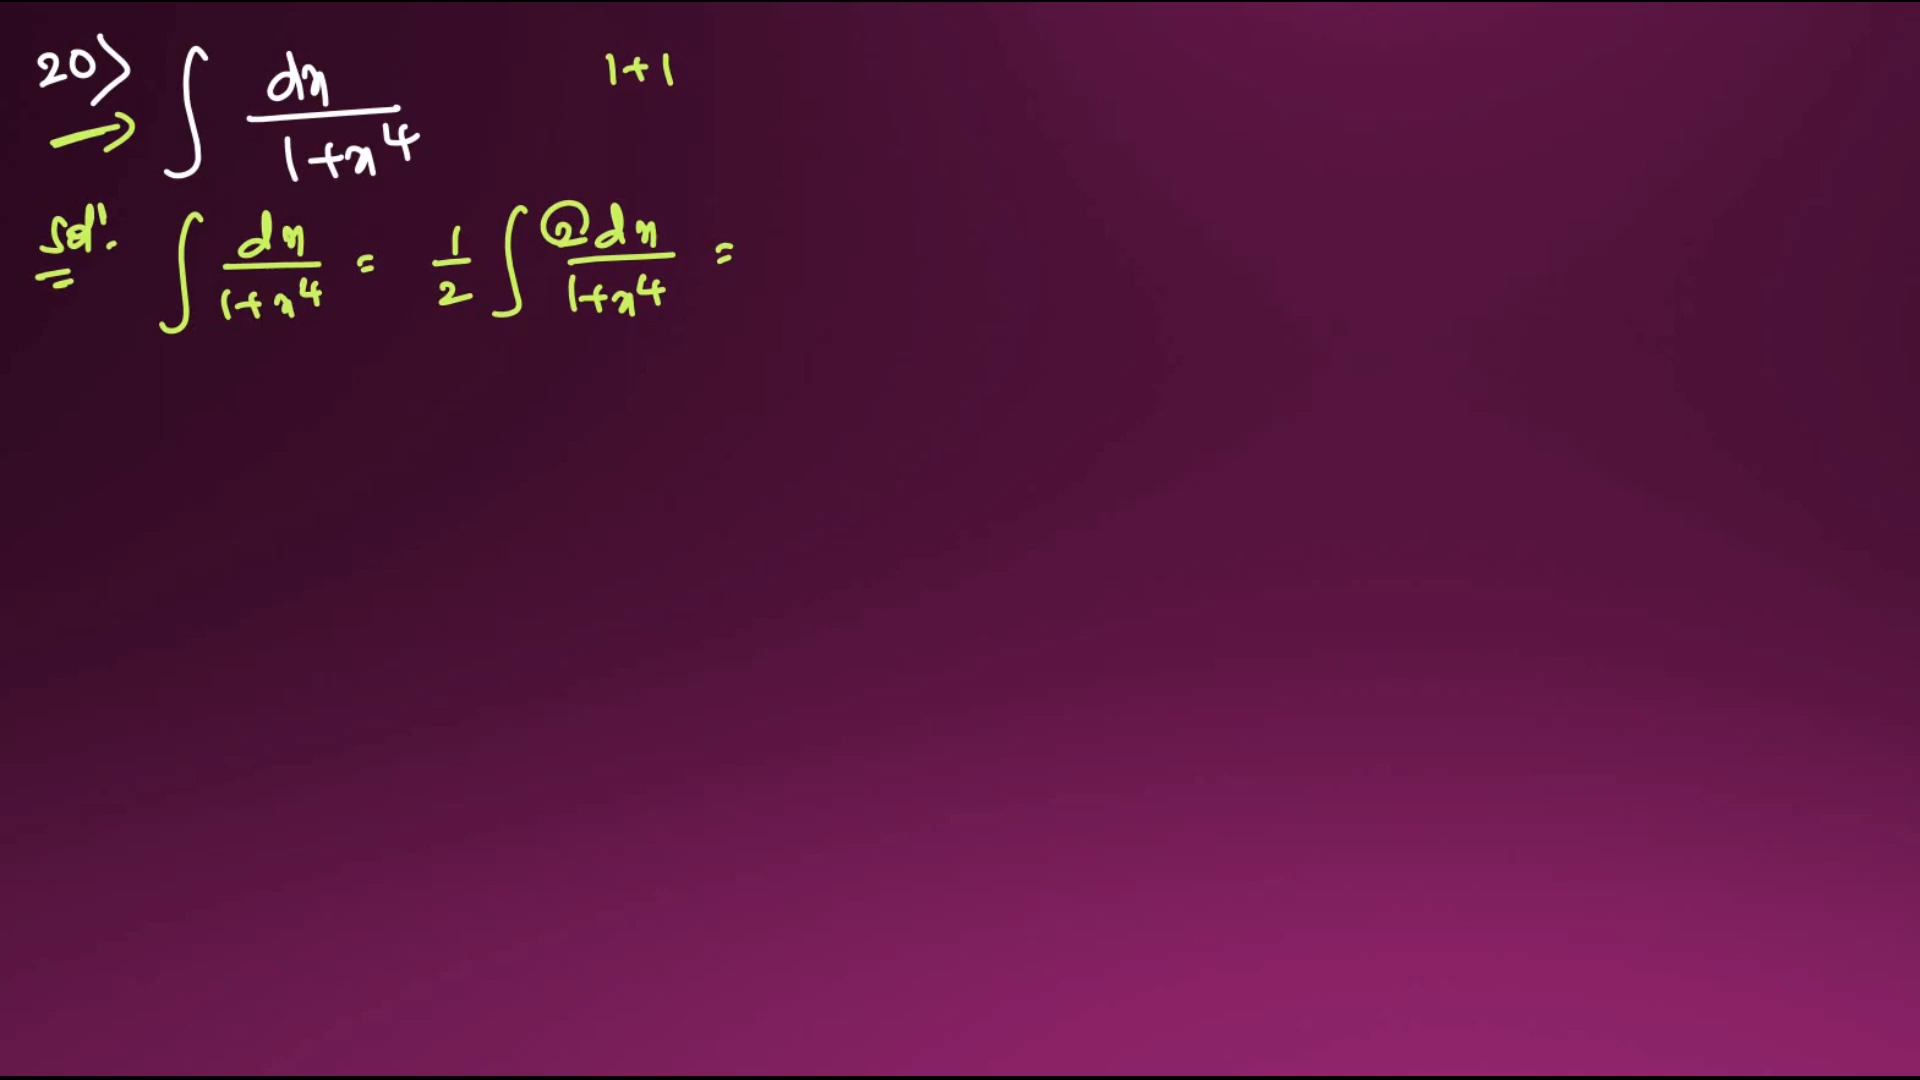 20> ∫ dx/(1+x⁴) 1+1
Sol: ∫ dx/(1+x⁴) = 1/2 ∫ 2dx/(1+x⁴) =